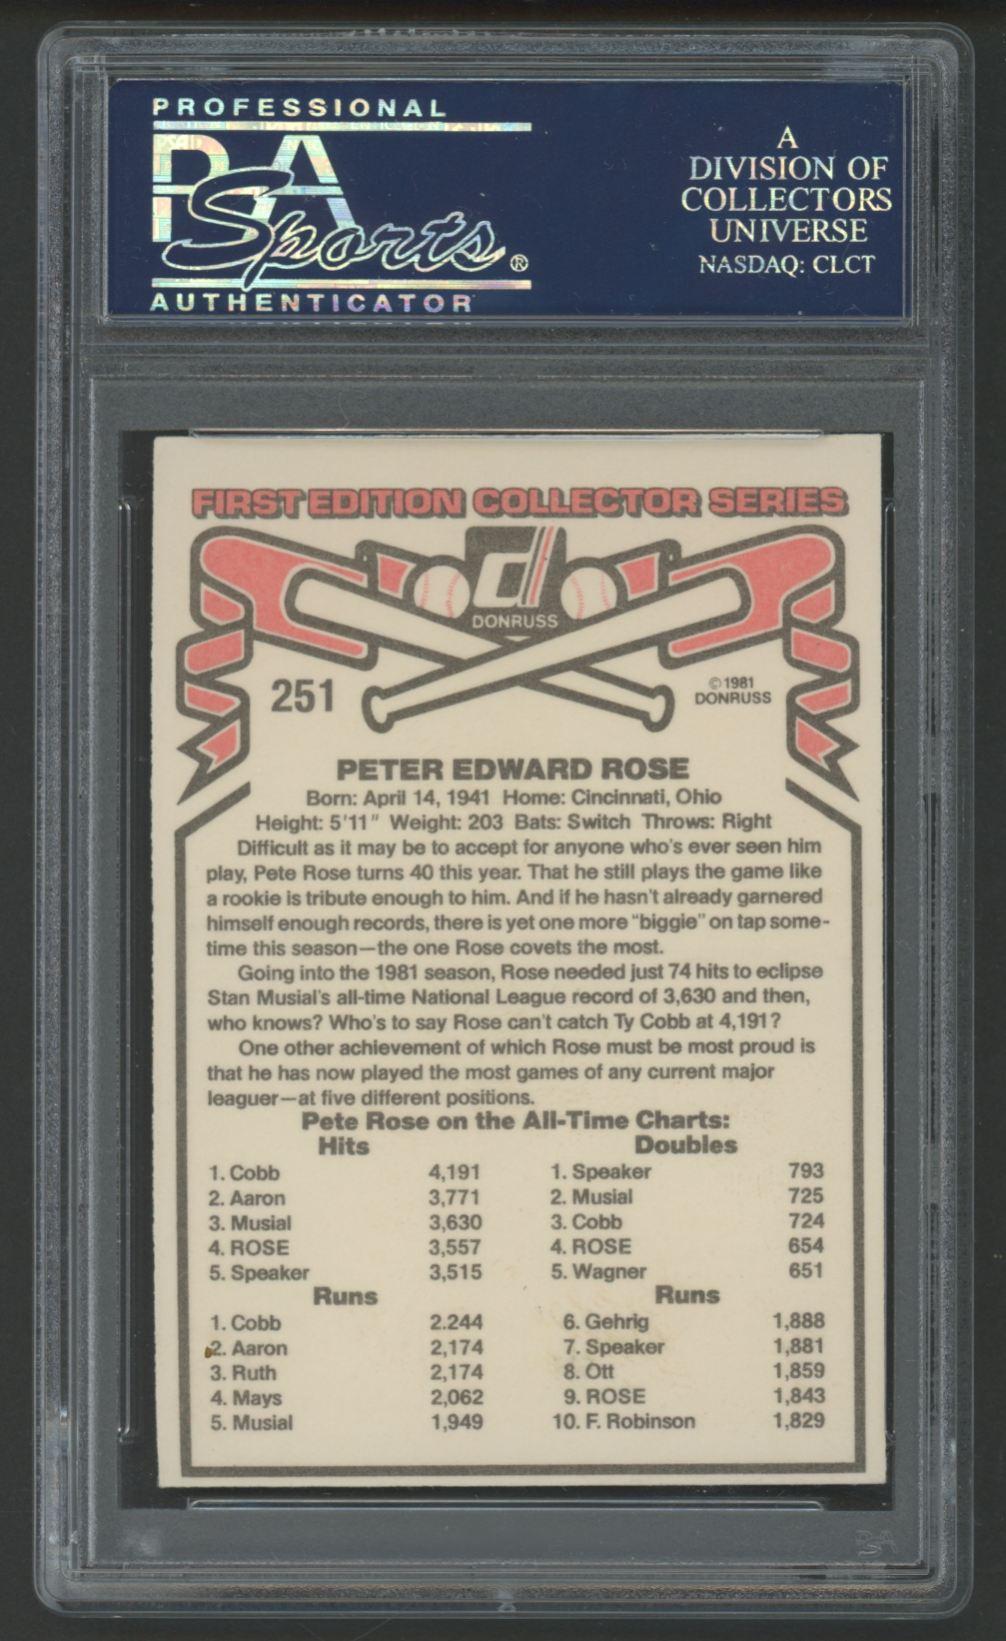 PROFESSIONAL
PSA
Sports®
AUTHENTICATOR
A
DIVISION OF
COLLECTORS
UNIVERSE
NASDAQ: CLCT
FIRST EDITION COLLECTOR SERIES
d
DONRUSS
251
©1981
DONRUSS
PETER EDWARD ROSE
Born: April 14, 1941 Home: Cincinnati, Ohio
Height: 5'11" Weight: 203 Bats: Switch Throws: Right
Difficult as it may be to accept for anyone who's ever seen him
play, Pete Rose turns 40 this year. That he still plays the game like
a rookie is tribute enough to him. And if he hasn't already garnered
himself enough records, there is yet one more "biggie" on tap some-
time this season—the one Rose covets the most.
Going into the 1981 season, Rose needed just 74 hits to eclipse
Stan Musial's all-time National League record of 3,630 and then,
who knows? Who's to say Rose can't catch Ty Cobb at 4,191?
One other achievement of which Rose must be most proud is
that he has now played the most games of any current major
leaguer—at five different positions.
Pete Rose on the All-Time Charts:
Hits Doubles
1. Cobb 4,191 1. Speaker 793
2. Aaron 3,771 2. Musial 725
3. Musial 3,630 3. Cobb 724
4. ROSE 3,557 4. ROSE 654
5. Speaker 3,515 5. Wagner 651
Runs Runs
1. Cobb 2.244 6. Gehrig 1,888
2. Aaron 2,174 7. Speaker 1,881
3. Ruth 2,174 8. Ott 1,859
4. Mays 2,062 9. ROSE 1,843
5. Musial 1,949 10. F. Robinson 1,829
PSA